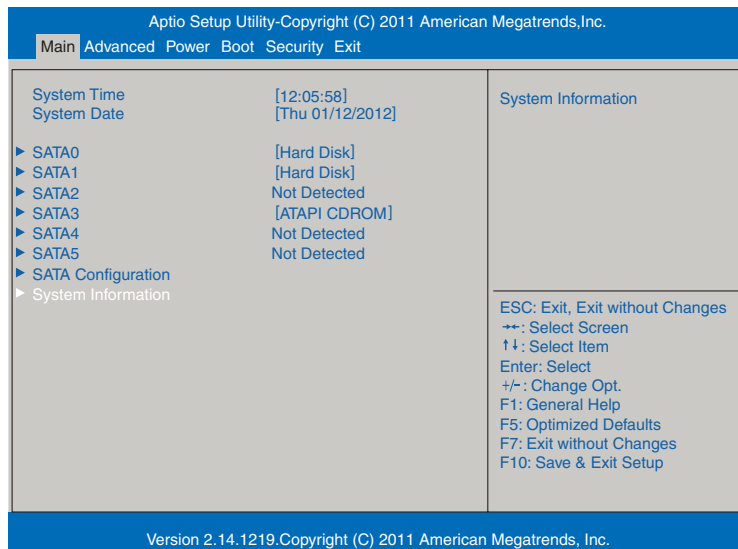 Aptio Setup Utility-Copyright (C) 2011 American Megatrends,Inc.
Main Advanced Power Boot Security Exit
System Time [12:05:58]
System Date [Thu 01/12/2012]
SATA0 [Hard Disk]
SATA1 [Hard Disk]
SATA2 Not Detected
SATA3 [ATAPI CDROM]
SATA4 Not Detected
SATA5 Not Detected
SATA Configuration
System Information
System Information
ESC: Exit, Exit without Changes
→←: Select Screen
↑↓: Select Item
Enter: Select
+/-: Change Opt.
F1: General Help
F5: Optimized Defaults
F7: Exit without Changes
F10: Save & Exit Setup
Version 2.14.1219.Copyright (C) 2011 American Megatrends, Inc.